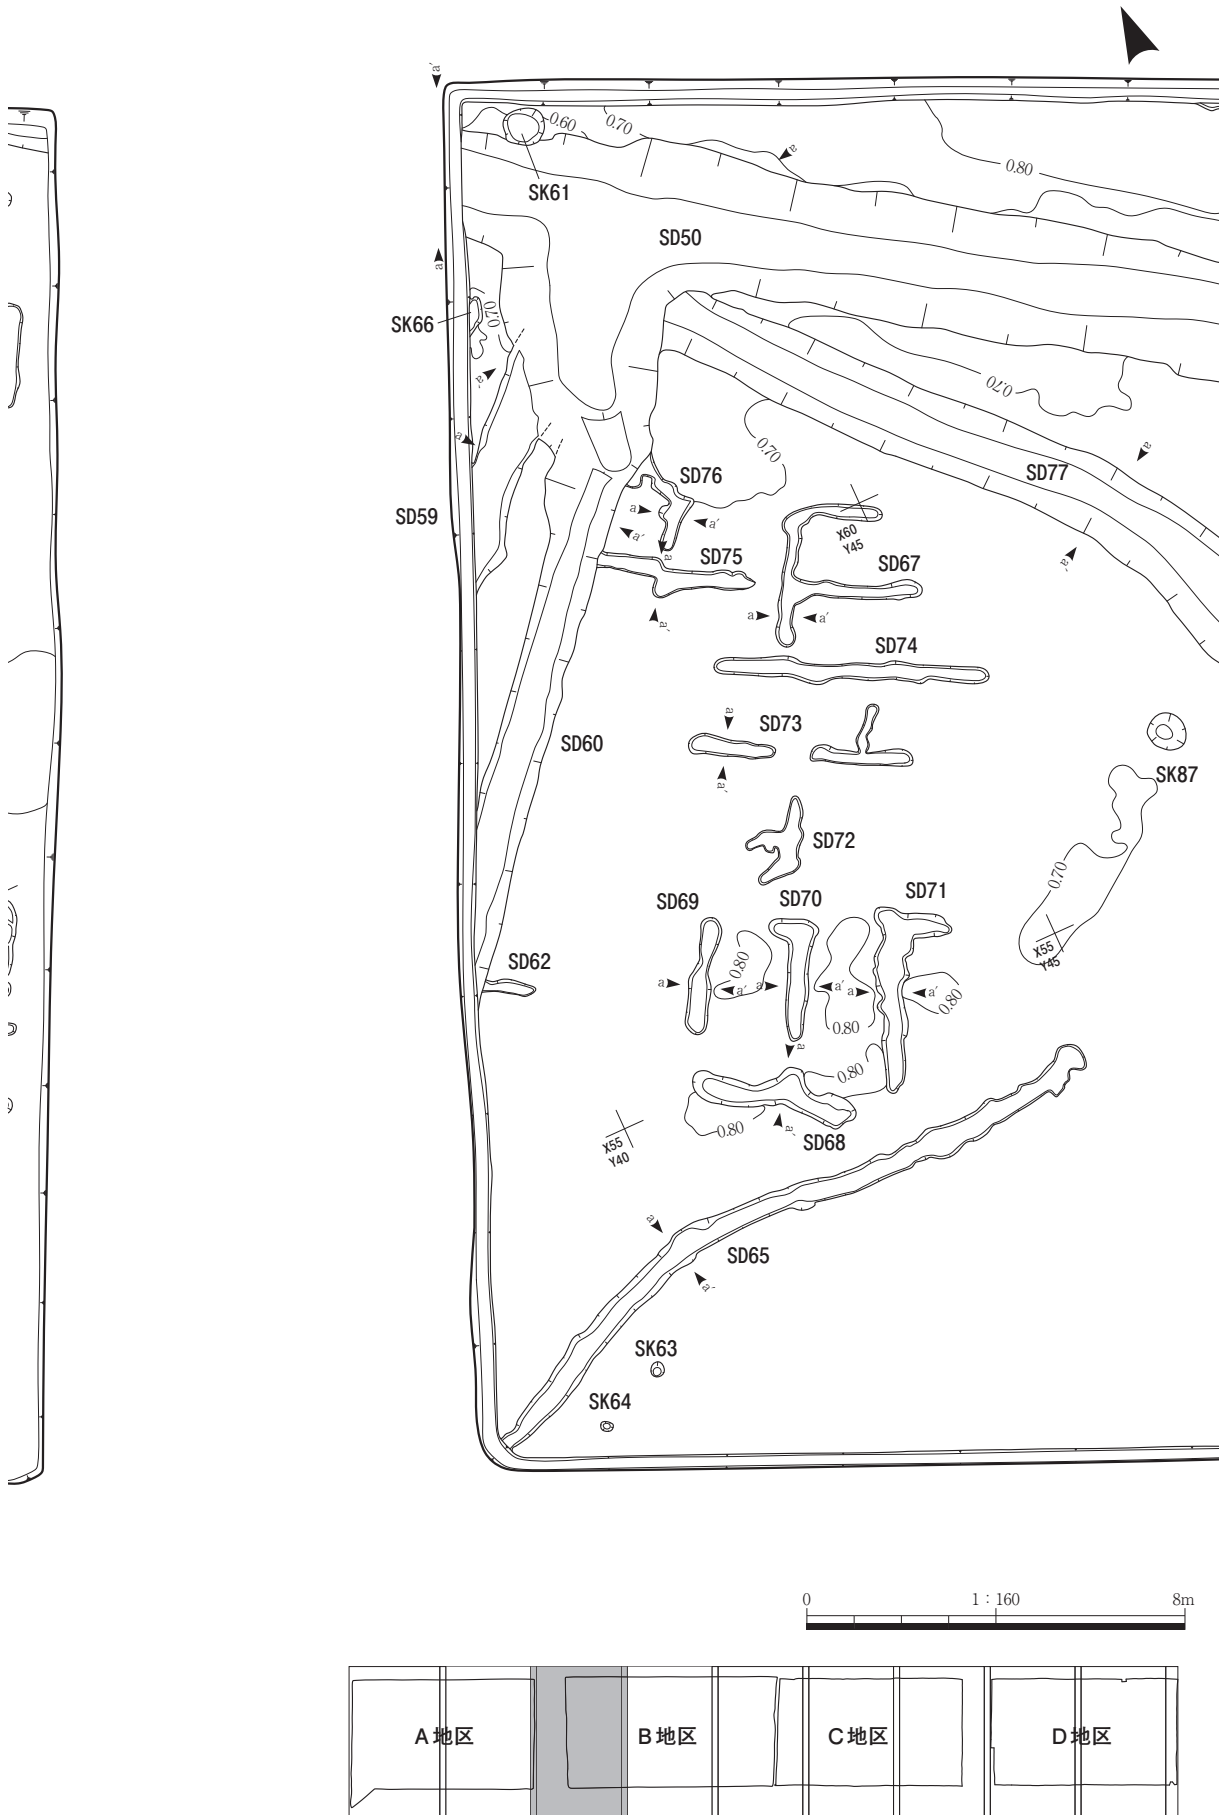 a′
0.60
0.70
a
0.80
SK61
SD50
a
0.70
SK66
a′
0.70
a
0.70
a
SD77
SD76
SD59
a
a′
a′
X60
Y45
a
SD75
SD67
a′
a
a′
a′
SD74
a
SD73
SD60
a′
SK87
SD72
0.70
SD69
SD70
SD71
X55
Y45
SD62
0.80
a
a′
a
a′
a
a′
0.80
0.80
a
0.80
0.80
a′
SD68
X55
Y40
a
SD65
a′
SK63
SK64
0
1：160
8m
A地区
B地区
C地区
D地区